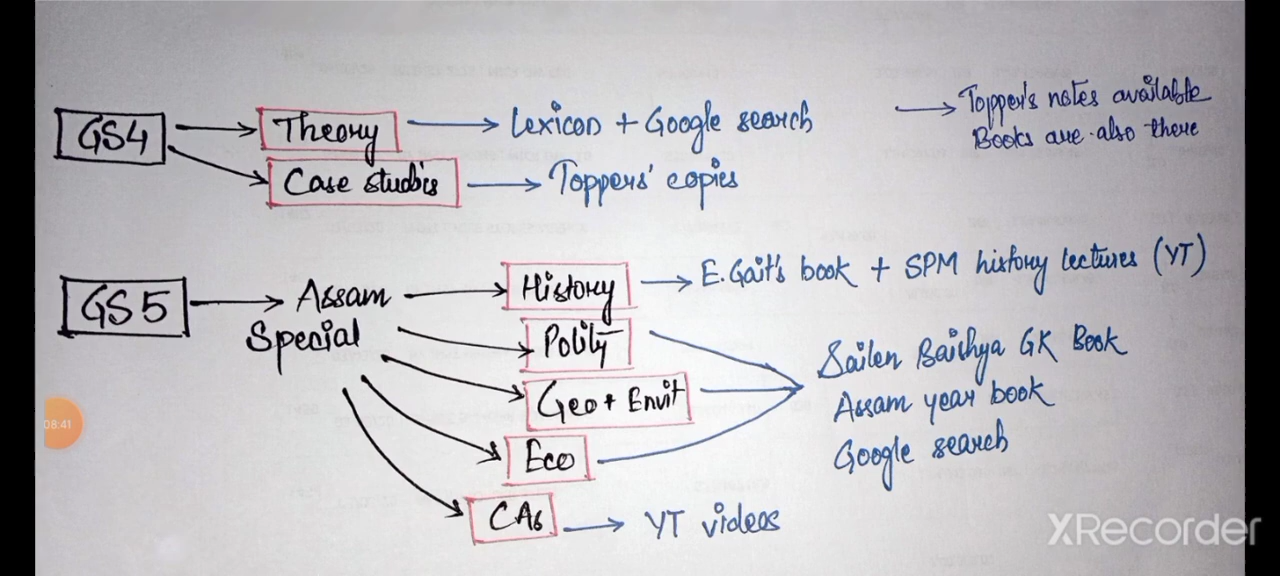 GS4
Theory
Lexicon + Google search
Topper's notes available
Books are also there
Case studies
Toppers' copies
GS5
Assam
Special
History
E. Gait's book + SPM history lectures (YT)
Polity
Geo + Envit
Eco
CAs
Sailen Baishya GK Book
Assam year book
Google search
YT videos
08:41
XRecorder